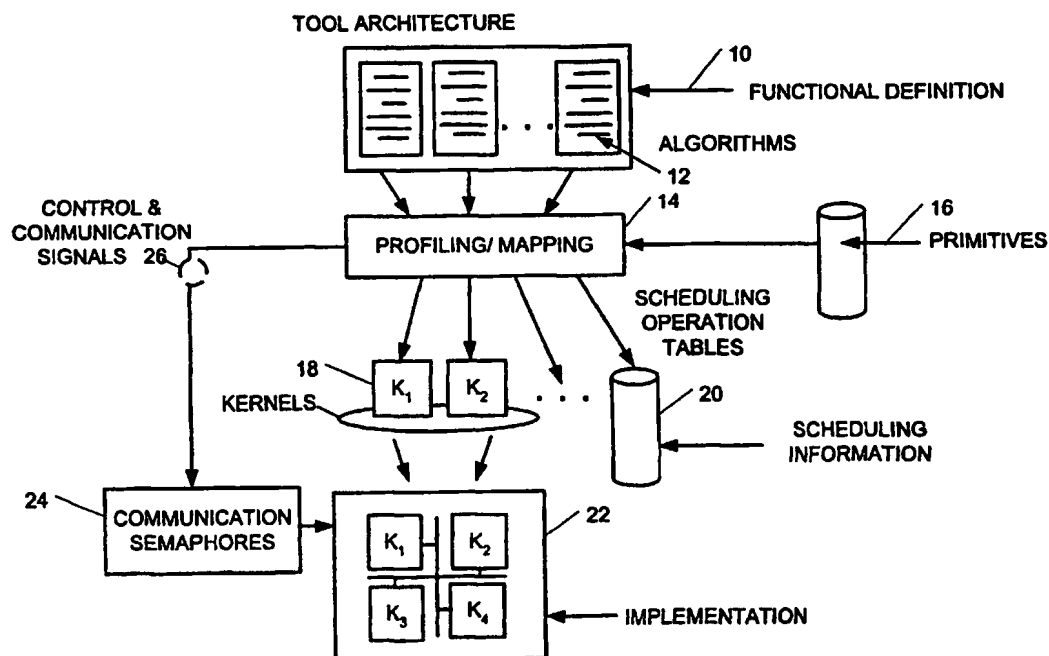 TOOL ARCHITECTURE
10
FUNCTIONAL DEFINITION
. . .
ALGORITHMS
12
14
CONTROL &
COMMUNICATION
SIGNALS 26
PROFILING/ MAPPING
16
PRIMITIVES
SCHEDULING
OPERATION
TABLES
18
K1
K2
. . .
20
KERNELS
SCHEDULING
INFORMATION
24
COMMUNICATION
SEMAPHORES
22
K1
K2
K3
K4
IMPLEMENTATION